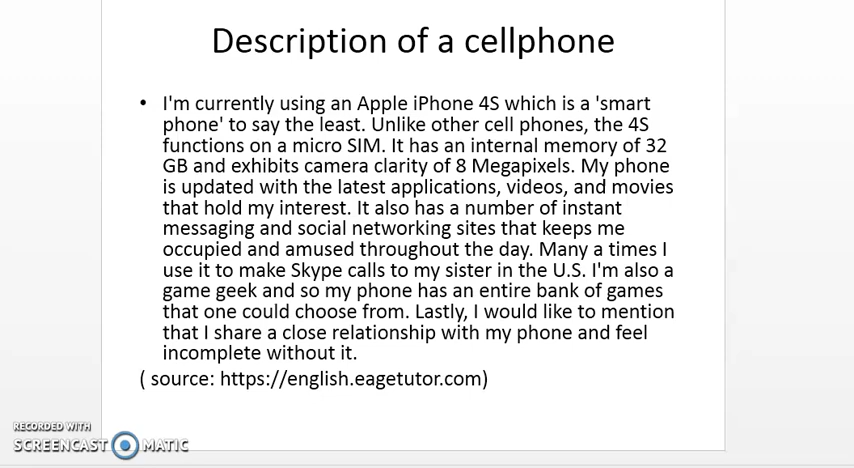 Description of a cellphone
• I'm currently using an Apple iPhone 4S which is a 'smart
phone' to say the least. Unlike other cell phones, the 4S
functions on a micro SIM. It has an internal memory of 32
GB and exhibits camera clarity of 8 Megapixels. My phone
is updated with the latest applications, videos, and movies
that hold my interest. It also has a number of instant
messaging and social networking sites that keeps me
occupied and amused throughout the day. Many a times I
use it to make Skype calls to my sister in the U.S. I'm also a
game geek and so my phone has an entire bank of games
that one could choose from. Lastly, I would like to mention
that I share a close relationship with my phone and feel
incomplete without it.
( source: https://english.eagetutor.com)
RECORDED WITH
SCREENCAST MATIC